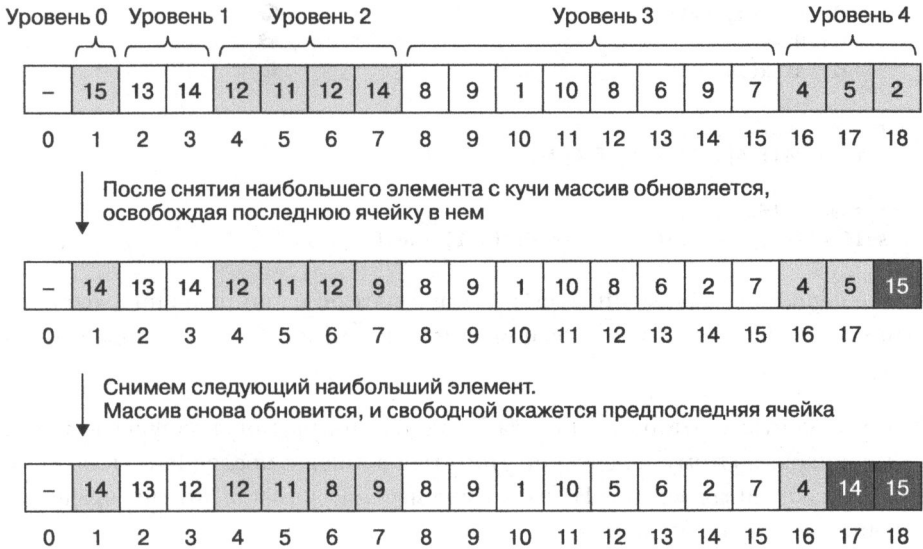 Уровень 0 Уровень 1 Уровень 2 Уровень 3 Уровень 4
– 15 13 14 12 11 12 14 8 9 1 10 8 6 9 7 4 5 2
0 1 2 3 4 5 6 7 8 9 10 11 12 13 14 15 16 17 18
После снятия наибольшего элемента с кучи массив обновляется,
освобождая последнюю ячейку в нем
– 14 13 14 12 11 12 9 8 9 1 10 8 6 2 7 4 5 15
0 1 2 3 4 5 6 7 8 9 10 11 12 13 14 15 16 17
Снимем следующий наибольший элемент.
Массив снова обновится, и свободной окажется предпоследняя ячейка
– 14 13 12 12 11 8 9 8 9 1 10 5 6 2 7 4 14 15
0 1 2 3 4 5 6 7 8 9 10 11 12 13 14 15 16 17 18